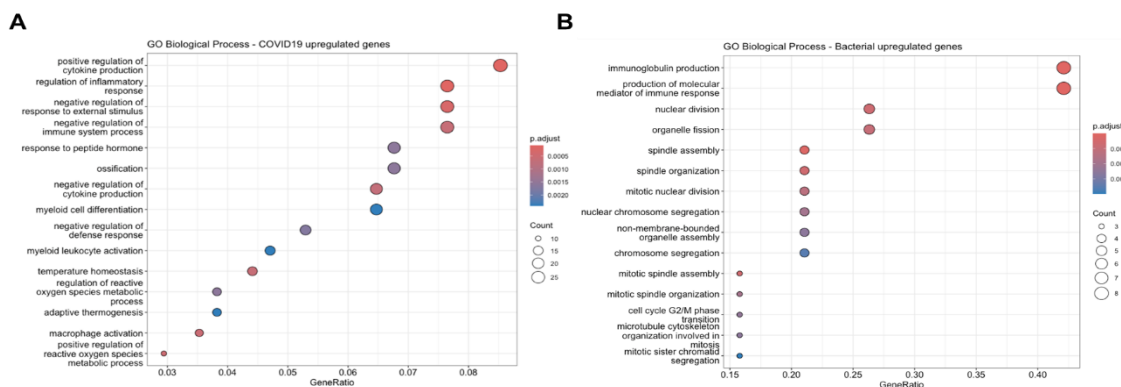 A
GO Biological Process - COVID19 upregulated genes
positive regulation of
cytokine production
regulation of inflammatory
response
negative regulation of
response to external stimulus
negative regulation of
immune system process
response to peptide hormone
ossification
negative regulation of
cytokine production
myeloid cell differentiation
negative regulation of
defense response
myeloid leukocyte activation
temperature homeostasis
regulation of reactive
oxygen species metabolic
process
adaptive thermogenesis
macrophage activation
positive regulation of
reactive oxygen species
metabolic process
0.03 0.04 0.05 0.06 0.07 0.08
GeneRatio
p.adjust
0.0005
0.0010
0.0015
0.0020
Count
10
15
20
25
B
GO Biological Process - Bacterial upregulated genes
immunoglobulin production
production of molecular
mediator of immune response
nuclear division
organelle fission
spindle assembly
spindle organization
mitotic nuclear division
nuclear chromosome segregation
non-membrane-bounded
organelle assembly
chromosome segregation
mitotic spindle assembly
mitotic spindle organization
cell cycle G2/M phase
transition
microtubule cytoskeleton
organization involved in
mitosis
mitotic sister chromatid
segregation
0.15 0.20 0.25 0.30 0.35 0.40
GeneRatio
p.adjust
0.0
0.0
0.0
Count
3
4
5
6
7
8